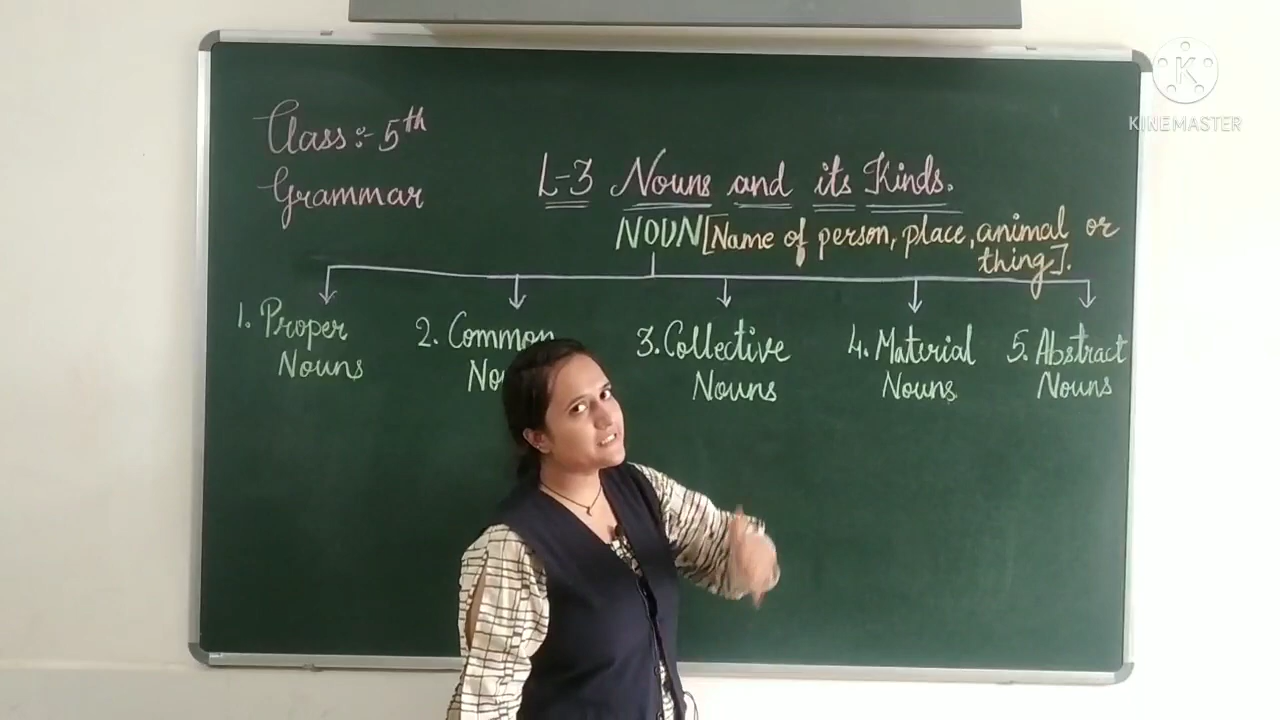 Class:- 5th
Grammar
L-3 Nouns and its Kinds.
NOUN [Name of person, place, animal or
thing].
1. Proper
Nouns
2. Common
3. Collective
Nouns
4. Material
Nouns
5. Abstract
Nouns
K
KINEMASTER